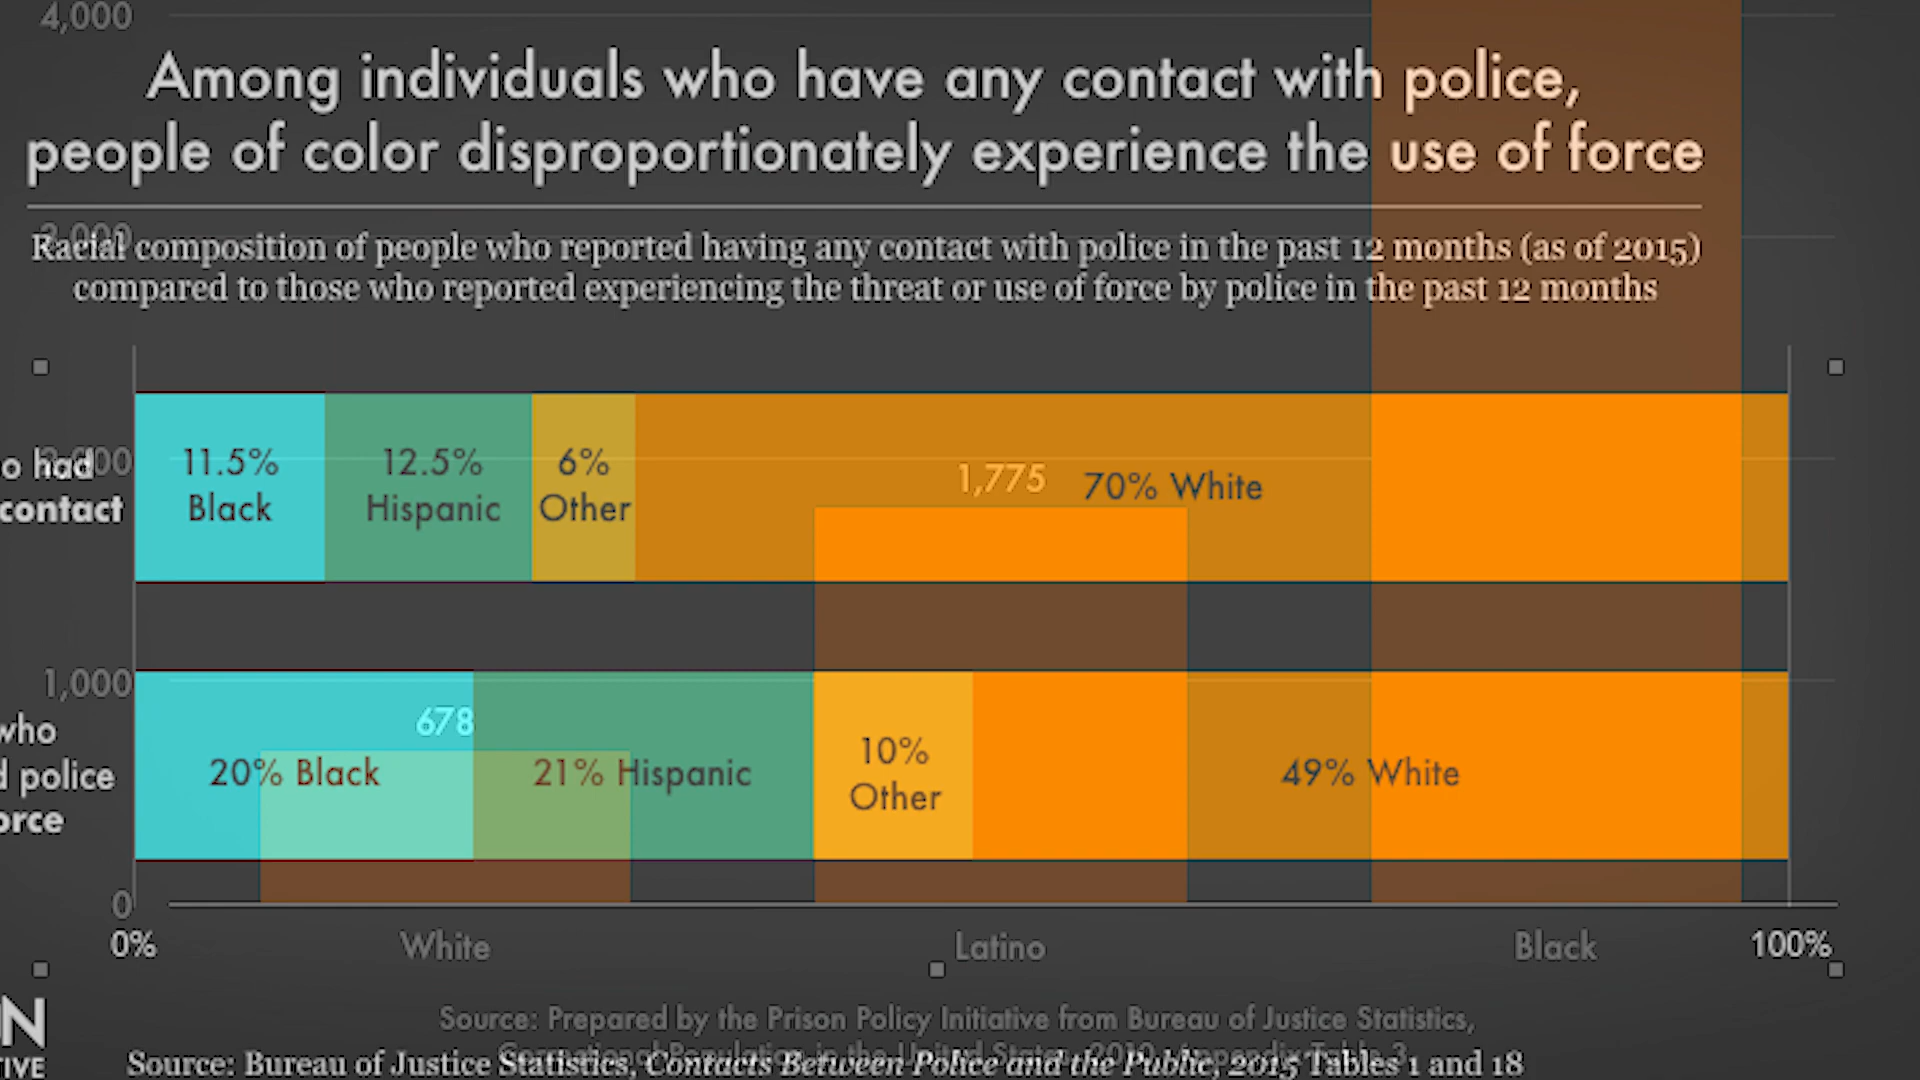 4,000
Among individuals who have any contact with police,
people of color disproportionately experience the use of force
Racial composition of people who reported having any contact with police in the past 12 months (as of 2015)
compared to those who reported experiencing the threat or use of force by police in the past 12 months
o had
contact
11.5%
Black
12.5%
Hispanic
6%
Other
1,775
70% White
1,000
who
d police
orce
678
20% Black
21% Hispanic
10%
Other
49% White
0
0%
100%
White
Latino
Black
Source: Prepared by the Prison Policy Initiative from Bureau of Justice Statistics,
ON
TIVE
Source: Bureau of Justice Statistics, Contacts Between Police and the Public, 2015 Tables 1 and 18